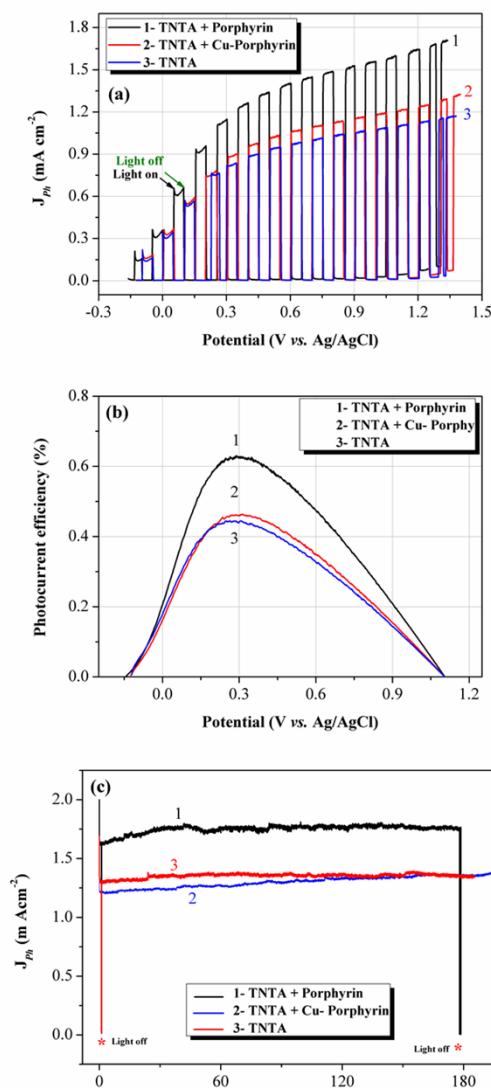 1- TNTA + Porphyrin
2- TNTA + Cu-Porphyrin
3- TNTA
(a)
1
2
3
Light off
Light on
1.8
1.5
1.2
0.9
0.6
0.3
0.0
J_Ph (mA cm⁻²)
-0.3 0.0 0.3 0.6 0.9 1.2 1.5
Potential (V vs. Ag/AgCl)
(b)
1- TNTA + Porphyrin
2- TNTA + Cu- Porphy
3- TNTA
1
2
3
0.8
0.6
0.4
0.2
0.0
Photocurrent efficiency (%)
0.0 0.3 0.6 0.9 1.2
Potential (V vs. Ag/AgCl)
(c)
1
3
2
2.0
1.5
1.0
0.5
0.0
J_Ph (m Acm⁻²)
1- TNTA + Porphyrin
2- TNTA + Cu- Porphyrin
3- TNTA
* Light off
Light off *
0 60 120 180